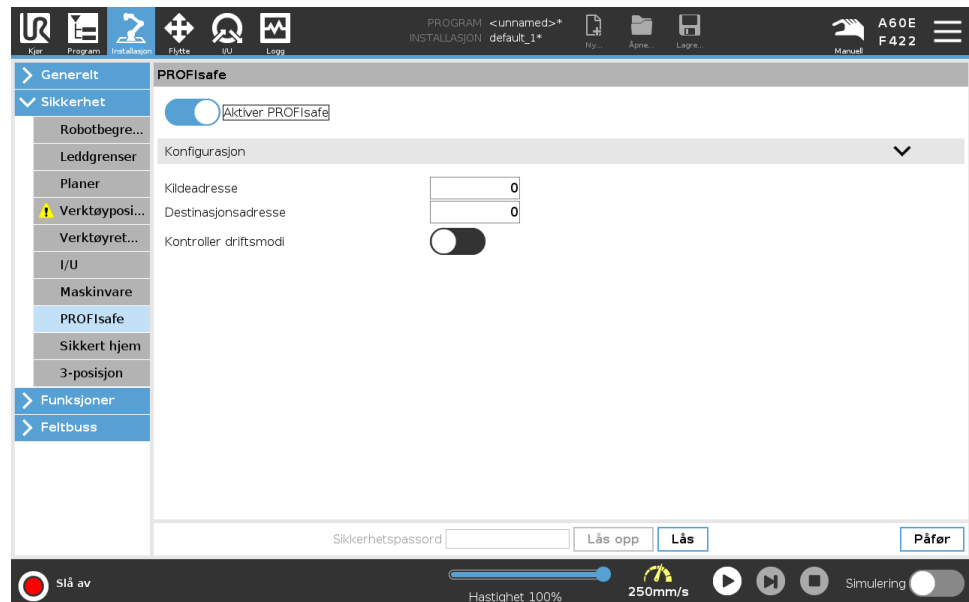 PROGRAM <unnamed>*
INSTALLASJON default_1*
UR
Kjør Program Installasjon Flytte I/U Logg
Ny... Åpne... Lagre...
Manuell
A60E
F422
Generelt
Sikkerhet
Robotbegre...
Leddgrenser
Planer
Verktøyposi...
Verktøyret...
I/U
Maskinvare
PROFIsafe
Sikkert hjem
3-posisjon
Funksjoner
Feltbuss
PROFIsafe
Aktiver PROFIsafe
Konfigurasjon
Kildeadresse 0
Destinasjonsadresse 0
Kontroller driftsmodi
Sikkerhetspassord Lås opp Lås Påfør
Slå av
Hastighet 100%
250mm/s
Simulering